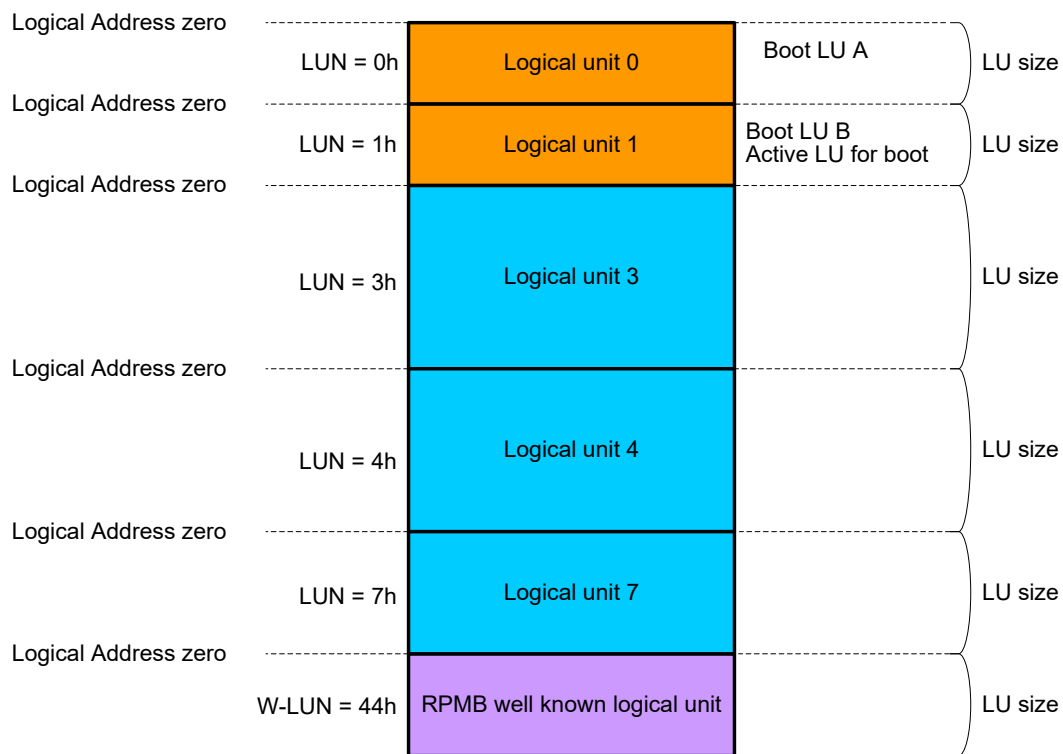 Logical Address zero
LUN = 0h
Logical unit 0
Boot LU A
LU size
Logical Address zero
LUN = 1h
Logical unit 1
Boot LU B
Active LU for boot
LU size
Logical Address zero
LUN = 3h
Logical unit 3
LU size
Logical Address zero
LUN = 4h
Logical unit 4
LU size
Logical Address zero
LUN = 7h
Logical unit 7
LU size
Logical Address zero
W-LUN = 44h
RPMB well known logical unit
LU size